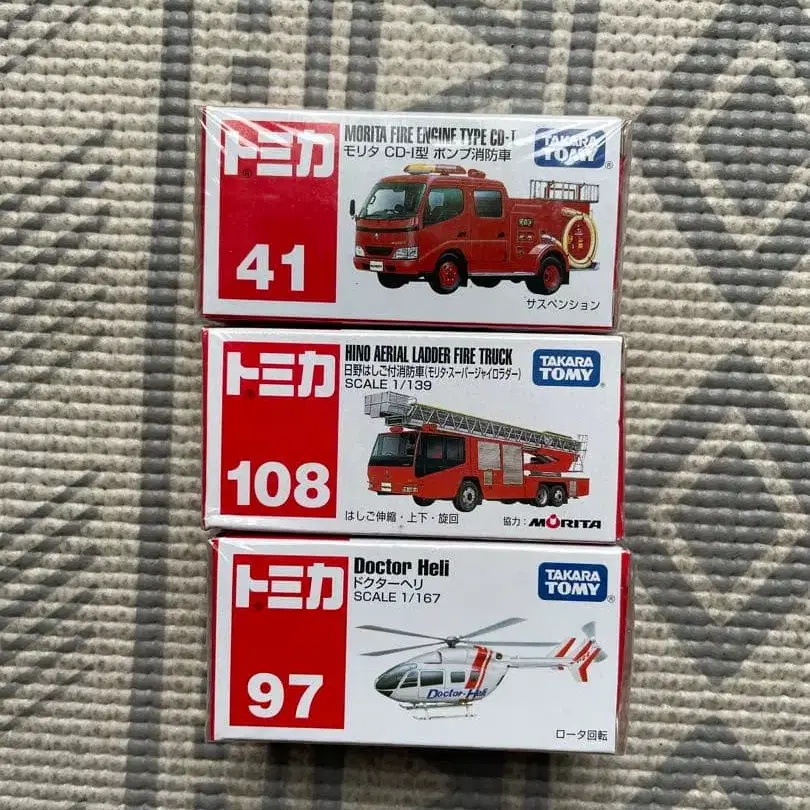 トミカ
41
MORITA FIRE ENGINE TYPE CD-I
モリタ CD-I型 ポンプ消防車
TAKARA
TOMY
®
サスペンション
トミカ
108
HINO AERIAL LADDER FIRE TRUCK
日野はしご付消防車(モリタ・スーパージャイロラダー)
SCALE 1/139
TAKARA
TOMY
はしご伸縮・上下・旋回
協力:MORITA
トミカ
97
Doctor Heli
ドクターヘリ
SCALE 1/167
TAKARA
TOMY
®
Doctor-Heli
ロータ回転